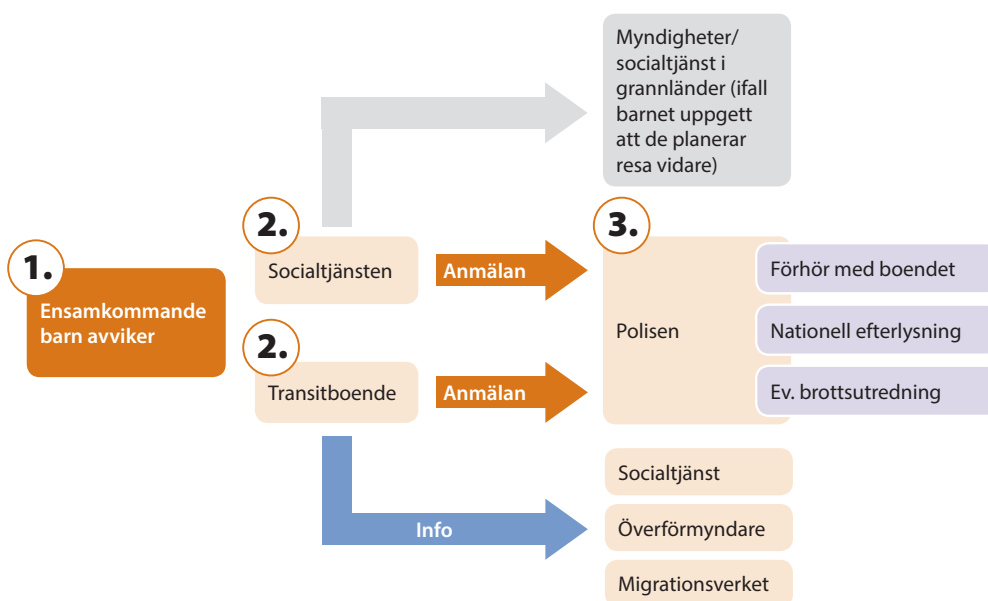 Myndigheter/
socialtjänst i
grannländer (ifall
barnet uppgett
att de planerar
resa vidare)
1.
Ensamkommande
barn avviker
2.
Socialtjänsten
Anmälan
2.
Transitboende
Anmälan
3.
Polisen
Förhör med boendet
Nationell efterlysning
Ev. brottsutredning
Info
Socialtjänst
Överförmyndare
Migrationsverket